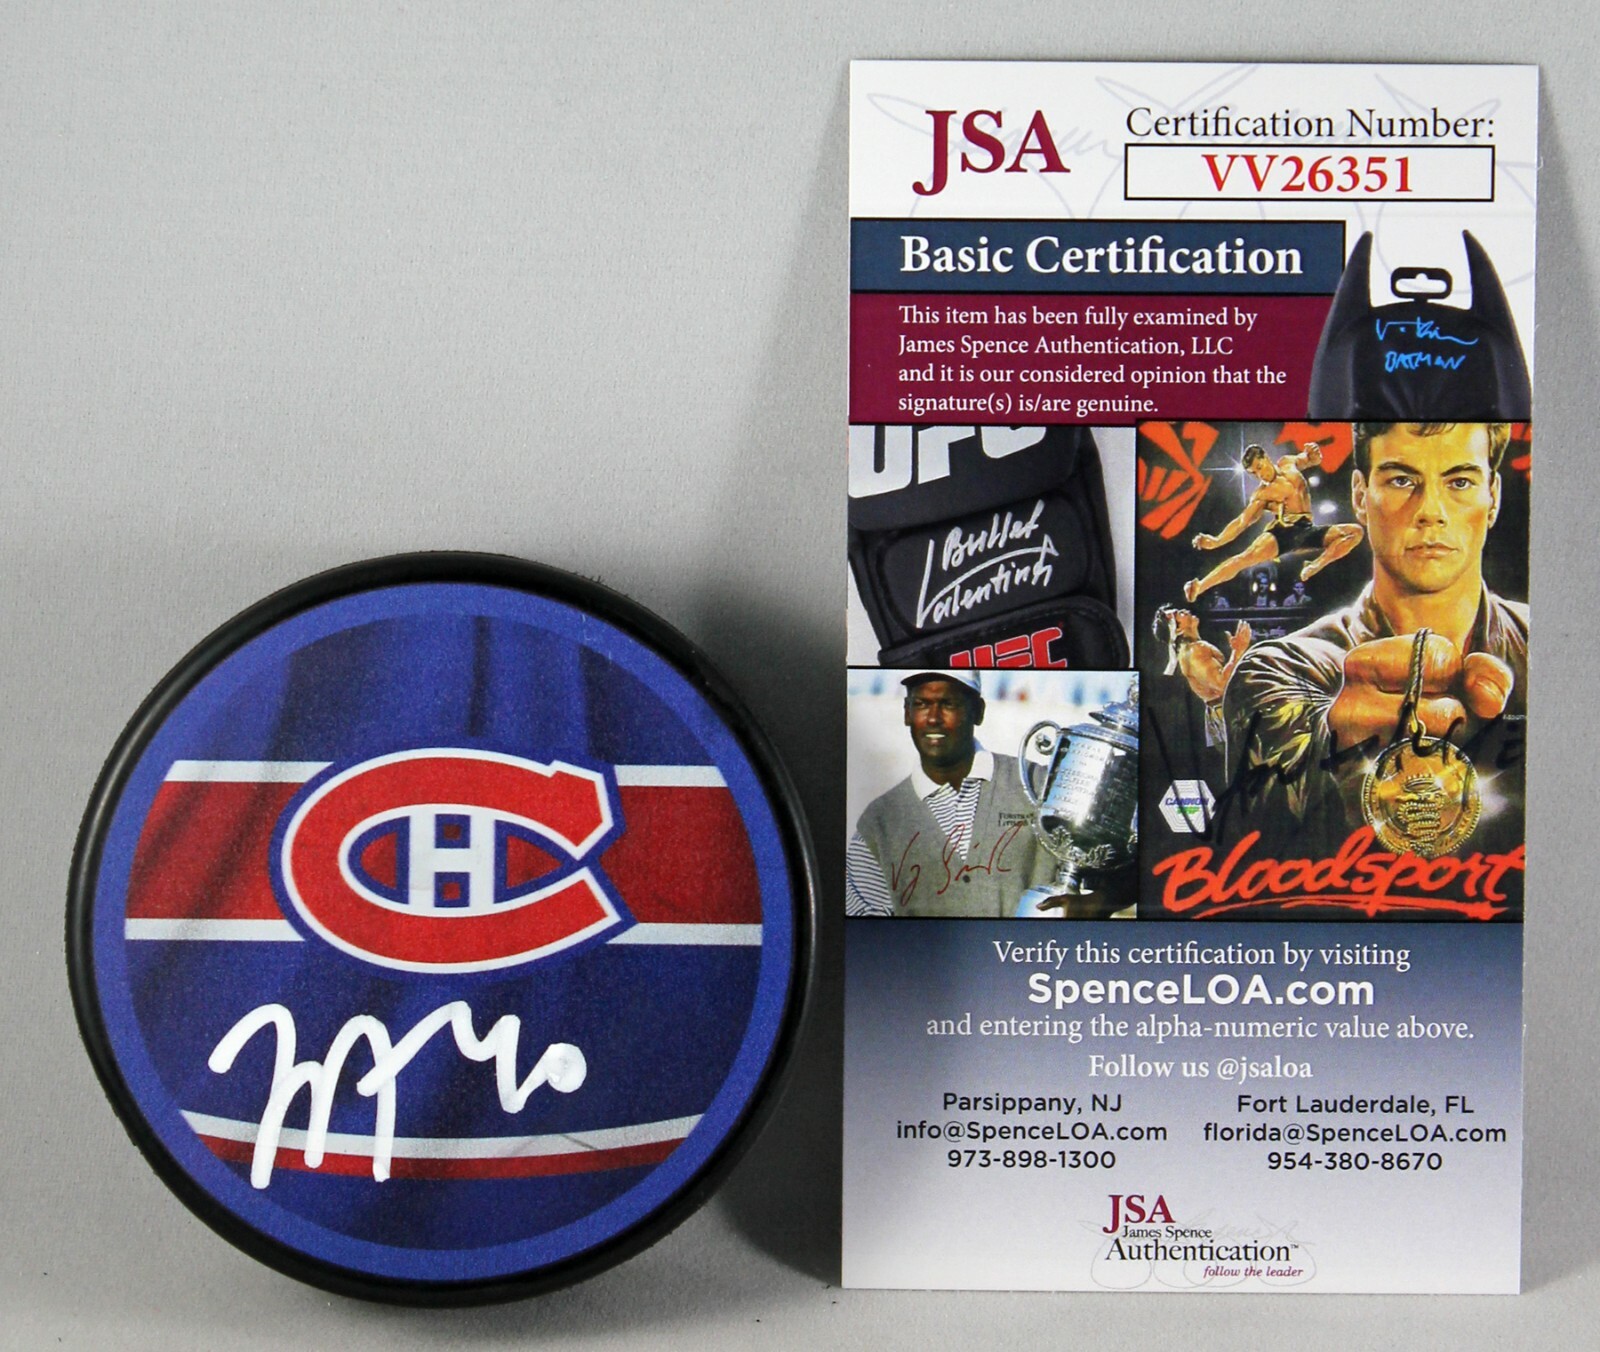 JSA
Certification Number:
VV26351
Basic Certification
This item has been fully examined by
James Spence Authentication, LLC
and it is our considered opinion that the
signature(s) is/are genuine.
BATMAN
UFC
Bullet
Valentina
UFC
Bloodsport
Verify this certification by visiting
SpenceLOA.com
and entering the alpha-numeric value above.
Follow us @jsaloa
Parsippany, NJ
info@SpenceLOA.com
973-898-1300
Fort Lauderdale, FL
florida@SpenceLOA.com
954-380-8670
JSA
James Spence
Authentication™
follow the leader
CH